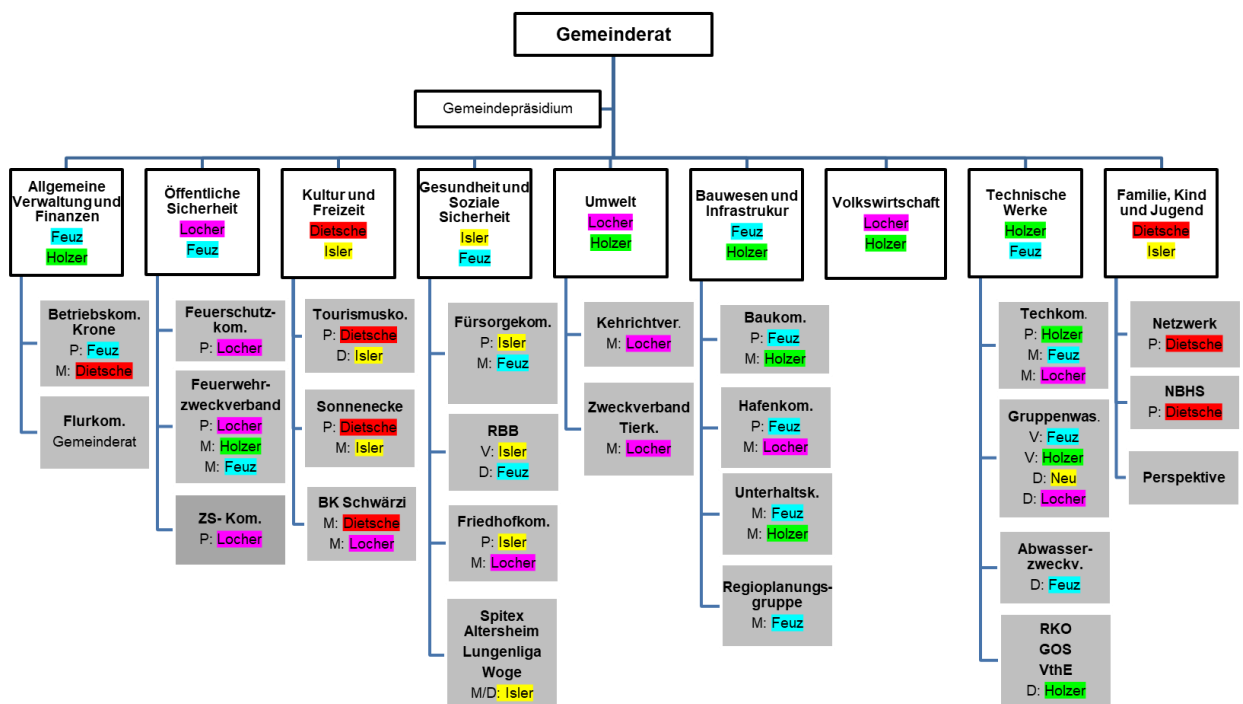 Gemeinderat
Gemeindepräsidium
Allgemeine
Verwaltung und
Finanzen
Feuz
Holzer
Öffentliche
Sicherheit
Locher
Feuz
Kultur und
Freizeit
Dietsche
Isler
Gesundheit und
Soziale
Sicherheit
Isler
Feuz
Umwelt
Locher
Holzer
Bauwesen und
Infrastrukur
Feuz
Holzer
Volkswirtschaft
Locher
Holzer
Technische
Werke
Holzer
Feuz
Familie, Kind
und Jugend
Dietsche
Isler
Betriebskom.
Krone
P: Feuz
M: Dietsche
Flurkom.
Gemeinderat
Feuerschutz-
kom.
P: Locher
Feuerwehr-
zweckverband
P: Locher
M: Holzer
M: Feuz
ZS- Kom.
P: Locher
Tourismusko.
P: Dietsche
D: Isler
Sonnenecke
P: Dietsche
M: Isler
BK Schwärzi
M: Dietsche
M: Locher
Fürsorgekom.
P: Isler
M: Feuz
RBB
V: Isler
D: Feuz
Friedhofkom.
P: Isler
M: Locher
Spitex
Altersheim
Lungenliga
Woge
M/D: Isler
Kehrichtver.
M: Locher
Zweckverband
Tierk.
M: Locher
Baukom.
P: Feuz
M: Holzer
Hafenkom.
P: Feuz
M: Locher
Unterhaltsk.
M: Feuz
M: Holzer
Regioplanungs-
gruppe
M: Feuz
Techkom.
P: Holzer
M: Feuz
M: Locher
Gruppenwas.
V: Feuz
V: Holzer
D: Neu
D: Locher
Abwasser-
zweckv.
D: Feuz
RKO
GOS
VthE
D: Holzer
Netzwerk
P: Dietsche
NBHS
P: Dietsche
Perspektive